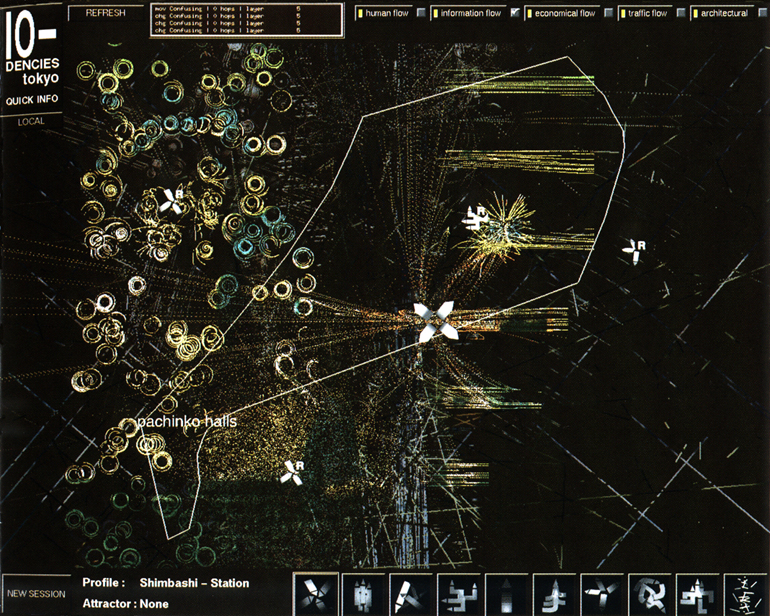 REFRESH
mov Confusing | 0 hops | layer 5
chg Confusing | 0 hops | layer 5
chg Confusing | 0 hops | layer 5
chg Confusing | 0 hops | layer 5
human flow
information flow
economical flow
traffic flow
architectural
IO-
DENCIES
tokyo
QUICK INFO
LOCAL
R
R
R
pachinko halls
R
NEW SESSION
Profile : Shimbashi – Station
Attractor : None